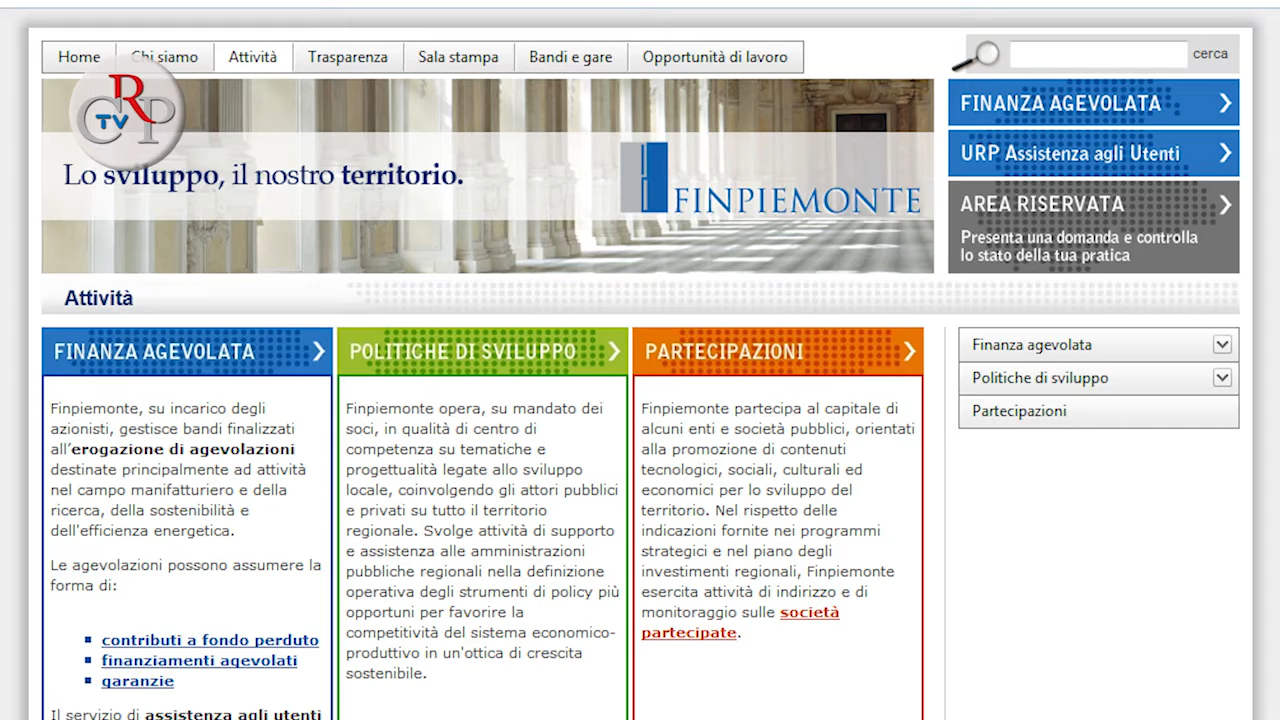 Home
Chi siamo
Attività
Trasparenza
Sala stampa
Bandi e gare
Opportunità di lavoro
cerca
CRP
TV
Lo sviluppo, il nostro territorio.
FINPIEMONTE
FINANZA AGEVOLATA
URP Assistenza agli Utenti
AREA RISERVATA
Presenta una domanda e controlla
lo stato della tua pratica
Attività
FINANZA AGEVOLATA
Finpiemonte, su incarico degli
azionisti, gestisce bandi finalizzati
all’erogazione di agevolazioni
destinate principalmente ad attività
nel campo manifatturiero e della
ricerca, della sostenibilità e
dell'efficienza energetica.
Le agevolazioni possono assumere la
forma di:
contributi a fondo perduto
finanziamenti agevolati
garanzie
Il servizio di assistenza agli utenti
POLITICHE DI SVILUPPO
Finpiemonte opera, su mandato dei
soci, in qualità di centro di
competenza su tematiche e
progettualità legate allo sviluppo
locale, coinvolgendo gli attori pubblici
e privati su tutto il territorio
regionale. Svolge attività di supporto
e assistenza alle amministrazioni
pubbliche regionali nella definizione
operativa degli strumenti di policy più
opportuni per favorire la
competitività del sistema economico-
produttivo in un'ottica di crescita
sostenibile.
PARTECIPAZIONI
Finpiemonte partecipa al capitale di
alcuni enti e società pubblici, orientati
alla promozione di contenuti
tecnologici, sociali, culturali ed
economici per lo sviluppo del
territorio. Nel rispetto delle
indicazioni fornite nei programmi
strategici e nel piano degli
investimenti regionali, Finpiemonte
esercita attività di indirizzo e di
monitoraggio sulle società
partecipate.
Finanza agevolata
Politiche di sviluppo
Partecipazioni